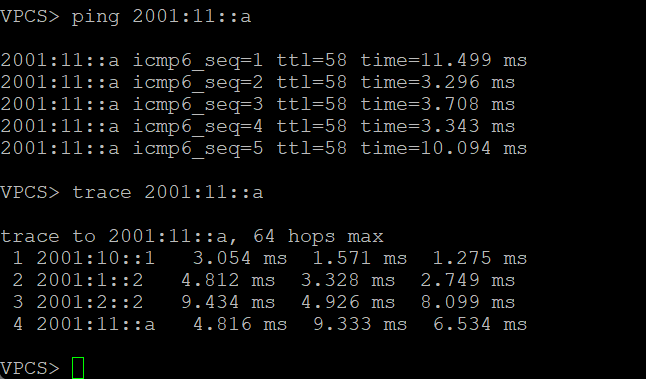 VPCS> ping 2001:11::a
2001:11::a icmp6_seq=1 ttl=58 time=11.499 ms
2001:11::a icmp6_seq=2 ttl=58 time=3.296 ms
2001:11::a icmp6_seq=3 ttl=58 time=3.708 ms
2001:11::a icmp6_seq=4 ttl=58 time=3.343 ms
2001:11::a icmp6_seq=5 ttl=58 time=10.094 ms
VPCS> trace 2001:11::a
trace to 2001:11::a, 64 hops max
1 2001:10::1 3.054 ms 1.571 ms 1.275 ms
2 2001:1::2 4.812 ms 3.328 ms 2.749 ms
3 2001:2::2 9.434 ms 4.926 ms 8.099 ms
4 2001:11::a 4.816 ms 9.333 ms 6.534 ms
VPCS>